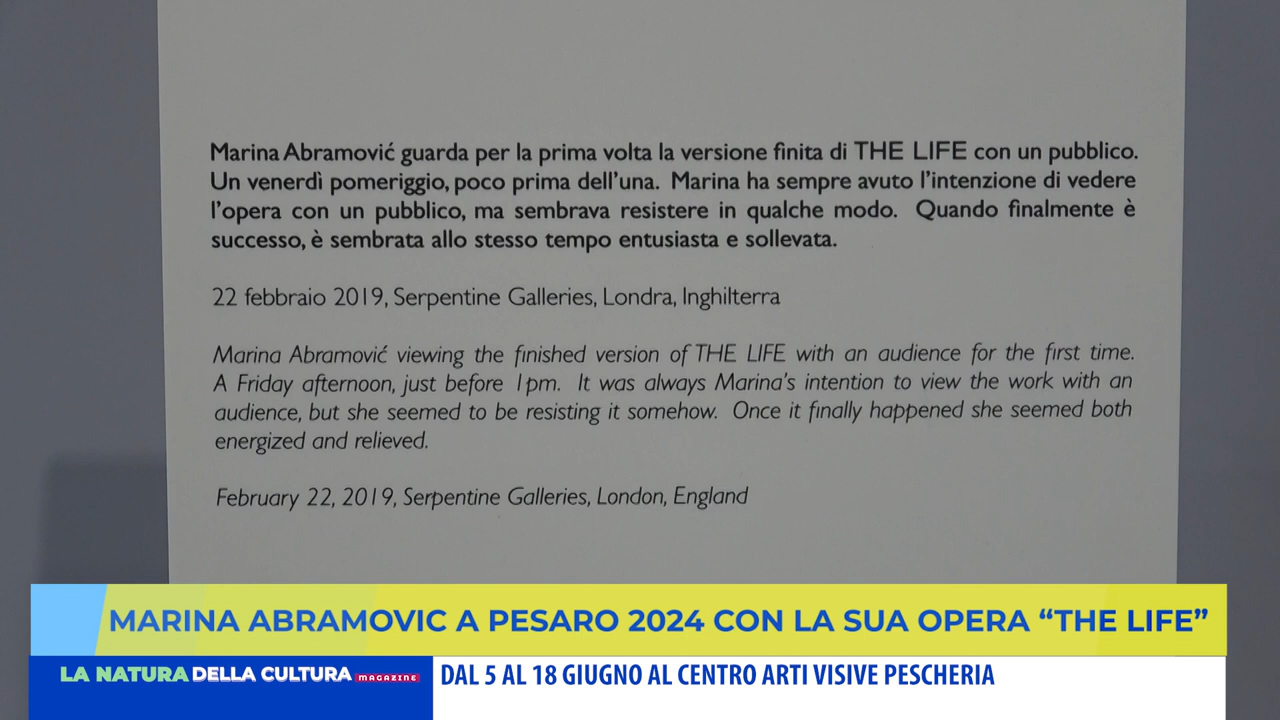 Marina Abramović guarda per la prima volta la versione finita di THE LIFE con un pubblico.
Un venerdì pomeriggio, poco prima dell'una. Marina ha sempre avuto l'intenzione di vedere
l'opera con un pubblico, ma sembrava resistere in qualche modo. Quando finalmente è
successo, è sembrata allo stesso tempo entusiasta e sollevata.
22 febbraio 2019, Serpentine Galleries, Londra, Inghilterra
Marina Abramović viewing the finished version of THE LIFE with an audience for the first time.
A Friday afternoon, just before 1pm. It was always Marina's intention to view the work with an
audience, but she seemed to be resisting it somehow. Once it finally happened she seemed both
energized and relieved.
February 22, 2019, Serpentine Galleries, London, England
MARINA ABRAMOVIC A PESARO 2024 CON LA SUA OPERA “THE LIFE”
LA NATURA DELLA CULTURA MAGAZINE
DAL 5 AL 18 GIUGNO AL CENTRO ARTI VISIVE PESCHERIA